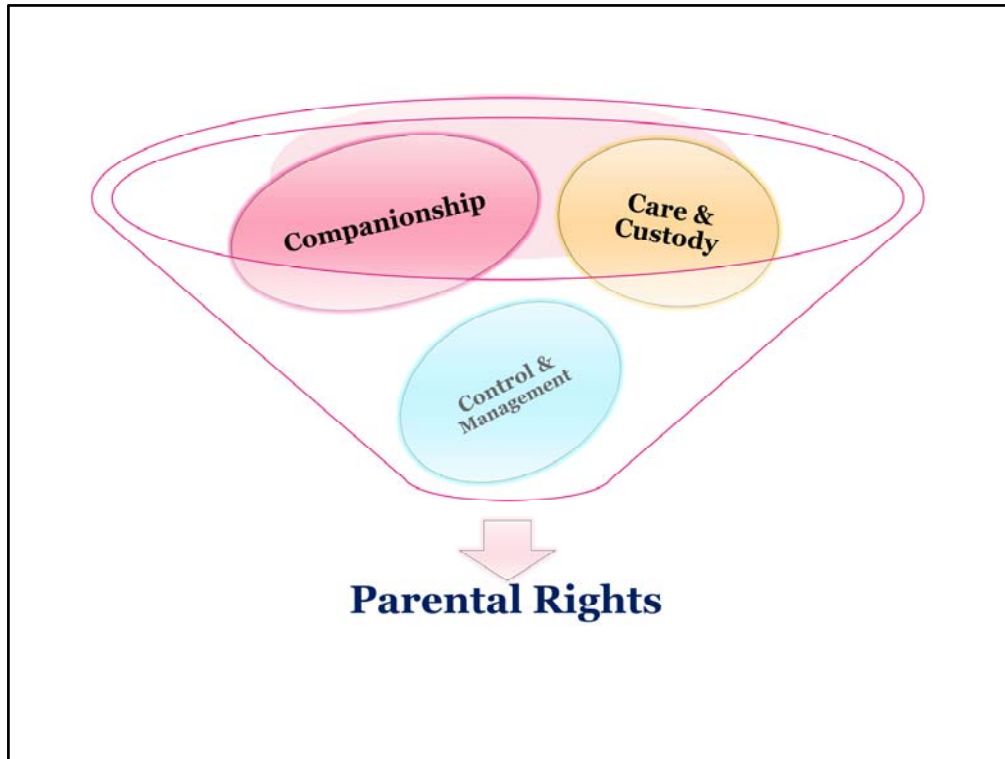 Companionship
Care &
Custody
Control &
Management
Parental Rights